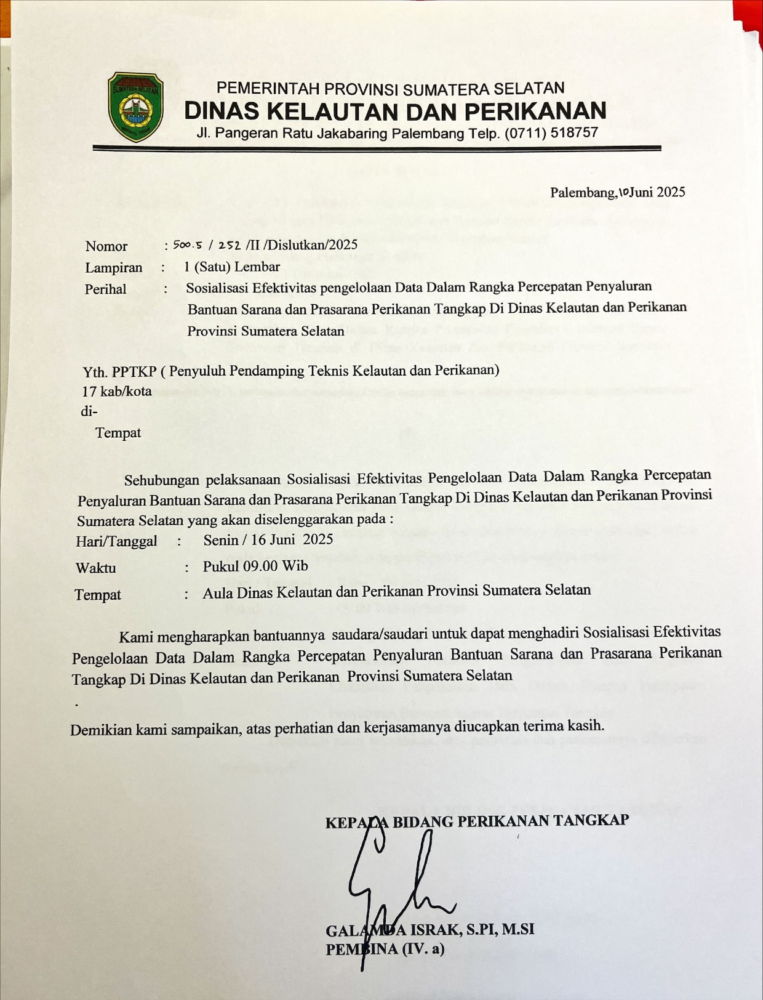 SUMATERA SELATAN
PEMERINTAH PROVINSI SUMATERA SELATAN
DINAS KELAUTAN DAN PERIKANAN
Jl. Pangeran Ratu Jakabaring Palembang Telp. (0711) 518757
Palembang,10Juni 2025
Nomor : 500.5 / 252 /II /Dislutkan/2025
Lampiran : 1 (Satu) Lembar
Perihal : Sosialisasi Efektivitas pengelolaan Data Dalam Rangka Percepatan Penyaluran
Bantuan Sarana dan Prasarana Perikanan Tangkap Di Dinas Kelautan dan Perikanan
Provinsi Sumatera Selatan
Yth. PPTKP ( Penyuluh Pendamping Teknis Kelautan dan Perikanan)
17 kab/kota
di-
Tempat
Sehubungan pelaksanaan Sosialisasi Efektivitas Pengelolaan Data Dalam Rangka Percepatan
Penyaluran Bantuan Sarana dan Prasarana Perikanan Tangkap Di Dinas Kelautan dan Perikanan Provinsi
Sumatera Selatan yang akan diselenggarakan pada :
Hari/Tanggal : Senin / 16 Juni 2025
Waktu : Pukul 09.00 Wib
Tempat : Aula Dinas Kelautan dan Perikanan Provinsi Sumatera Selatan
Kami mengharapkan bantuannya saudara/saudari untuk dapat menghadiri Sosialisasi Efektivitas
Pengelolaan Data Dalam Rangka Percepatan Penyaluran Bantuan Sarana dan Prasarana Perikanan
Tangkap Di Dinas Kelautan dan Perikanan Provinsi Sumatera Selatan
.
Demikian kami sampaikan, atas perhatian dan kerjasamanya diucapkan terima kasih.
KEPALA BIDANG PERIKANAN TANGKAP
GALAMDA ISRAK, S.PI, M.SI
PEMBINA (IV. a)